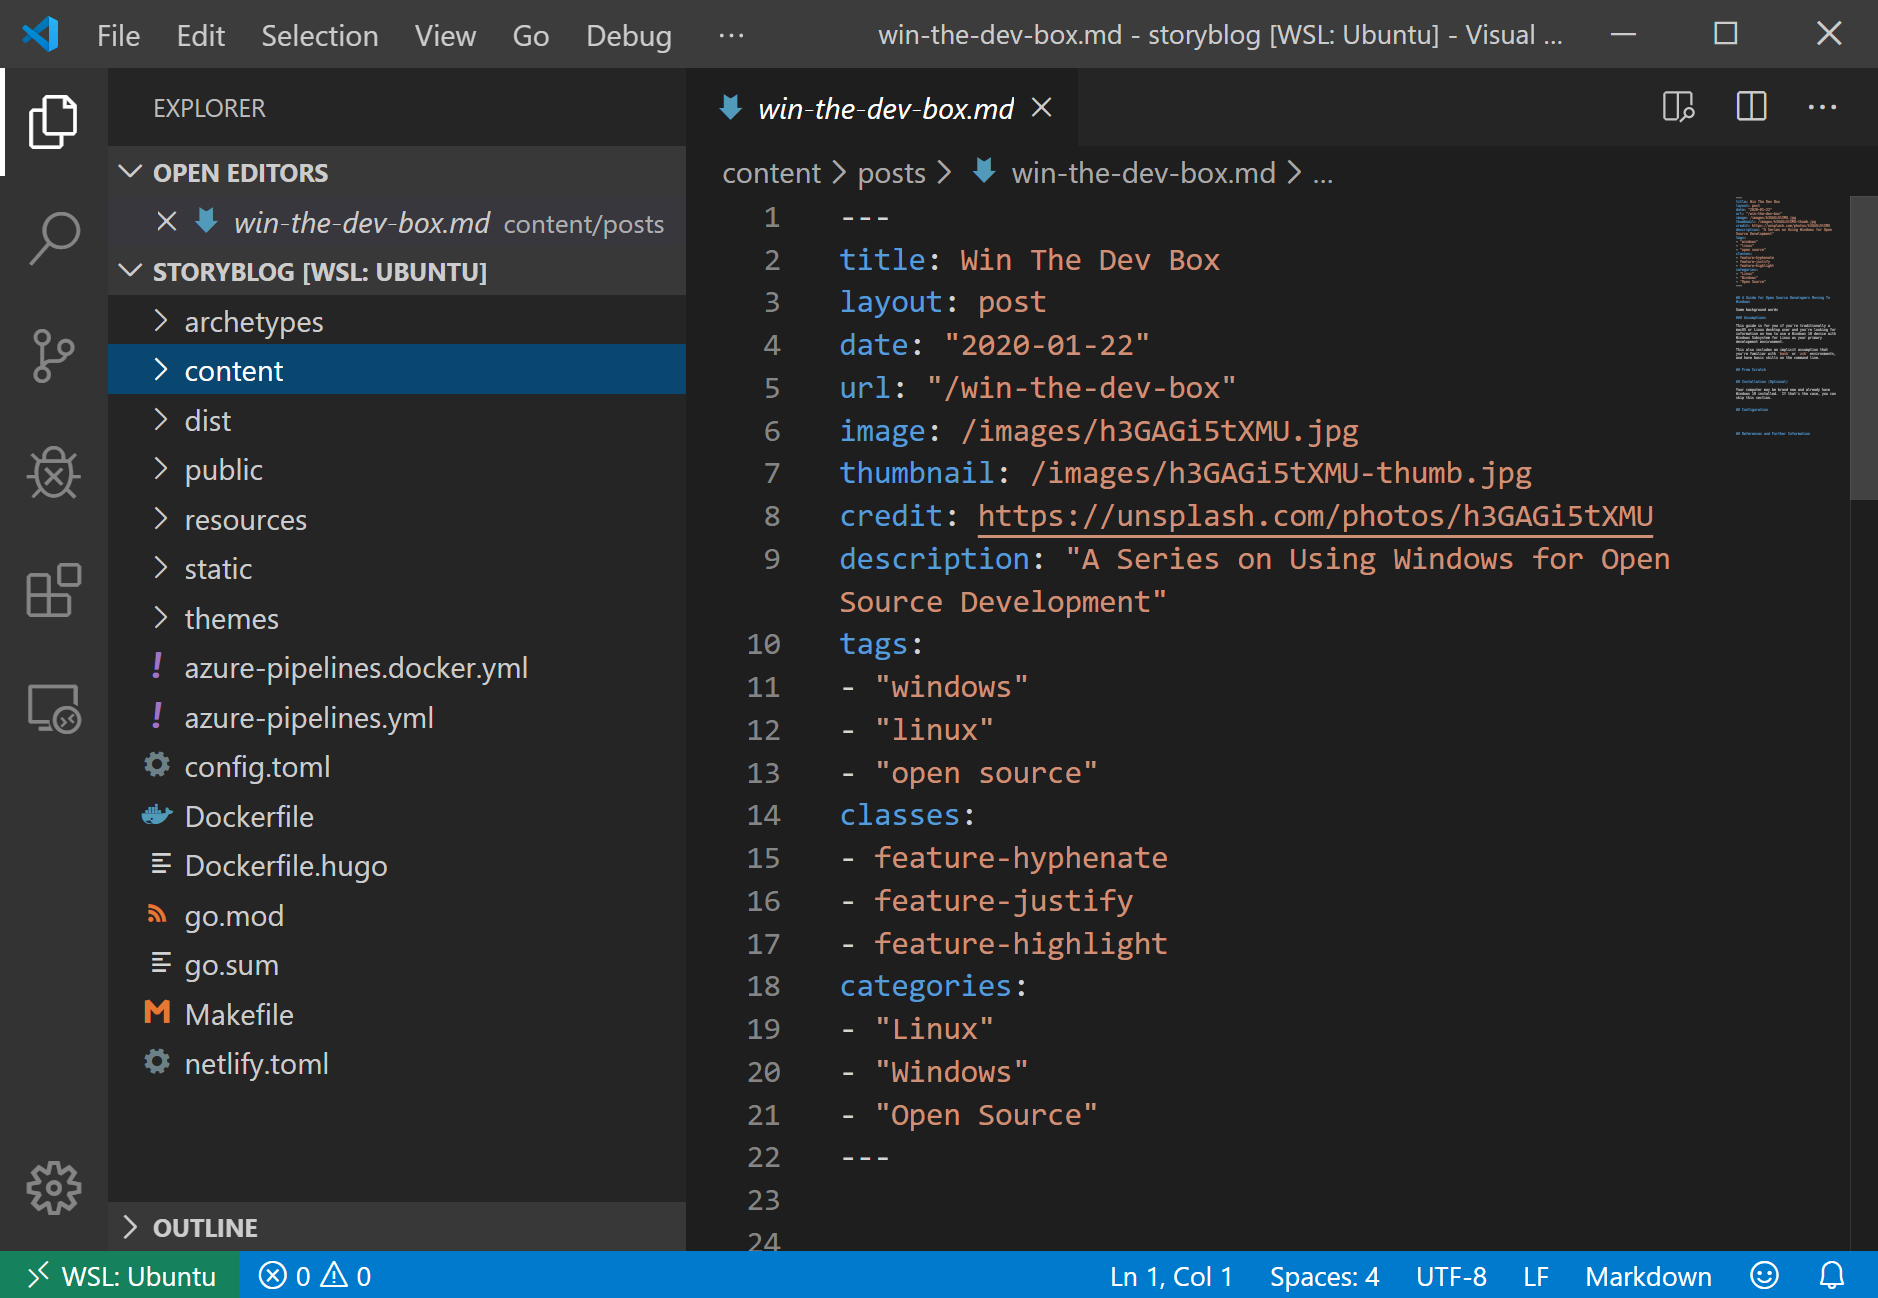 File Edit Selection View Go Debug ··· win-the-dev-box.md - storyblog [WSL: Ubuntu] - Visual ...
EXPLORER
OPEN EDITORS
win-the-dev-box.md content/posts
STORYBLOG [WSL: UBUNTU]
archetypes
content
dist
public
resources
static
themes
! azure-pipelines.docker.yml
! azure-pipelines.yml
config.toml
Dockerfile
Dockerfile.hugo
go.mod
go.sum
M Makefile
netlify.toml
OUTLINE
win-the-dev-box.md
content > posts > win-the-dev-box.md > ...
1 ---
2 title: Win The Dev Box
3 layout: post
4 date: "2020-01-22"
5 url: "/win-the-dev-box"
6 image: /images/h3GAGi5tXMU.jpg
7 thumbnail: /images/h3GAGi5tXMU-thumb.jpg
8 credit: https://unsplash.com/photos/h3GAGi5tXMU
9 description: "A Series on Using Windows for Open
Source Development"
10 tags:
11 - "windows"
12 - "linux"
13 - "open source"
14 classes:
15 - feature-hyphenate
16 - feature-justify
17 - feature-highlight
18 categories:
19 - "Linux"
20 - "Windows"
21 - "Open Source"
22 ---
23
24
WSL: Ubuntu 0 0 Ln 1, Col 1 Spaces: 4 UTF-8 LF Markdown